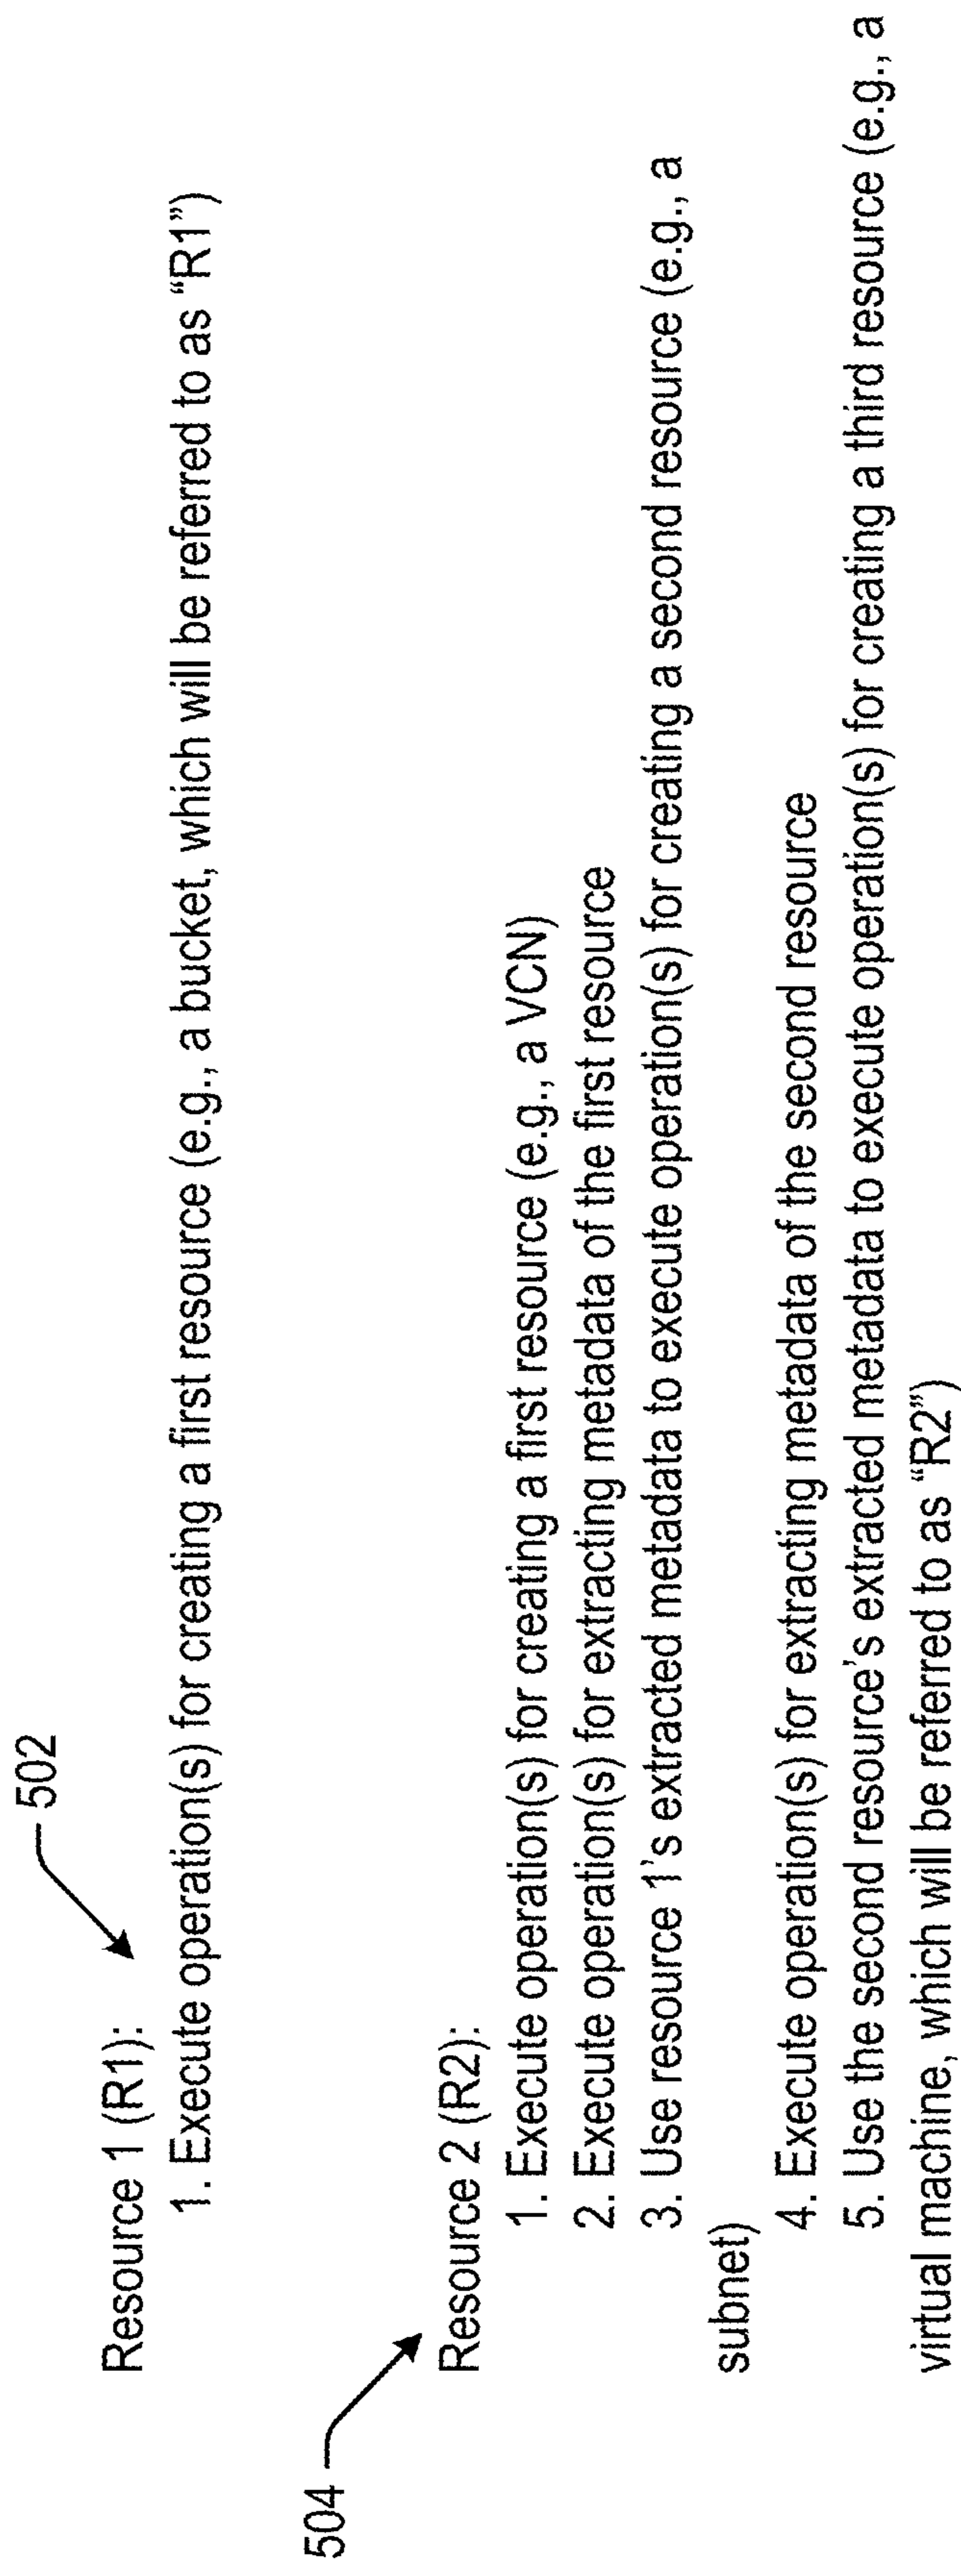 502
Resource 1 (R1):
1. Execute operation(s) for creating a first resource (e.g., a bucket, which will be referred to as “R1”)
504
Resource 2 (R2):
1. Execute operation(s) for creating a first resource (e.g., a VCN)
2. Execute operation(s) for extracting metadata of the first resource
3. Use resource 1’s extracted metadata to execute operation(s) for creating a second resource (e.g., a
subnet)
4. Execute operation(s) for extracting metadata of the second resource
5. Use the second resource’s extracted metadata to execute operation(s) for creating a third resource (e.g., a
virtual machine, which will be referred to as “R2”)